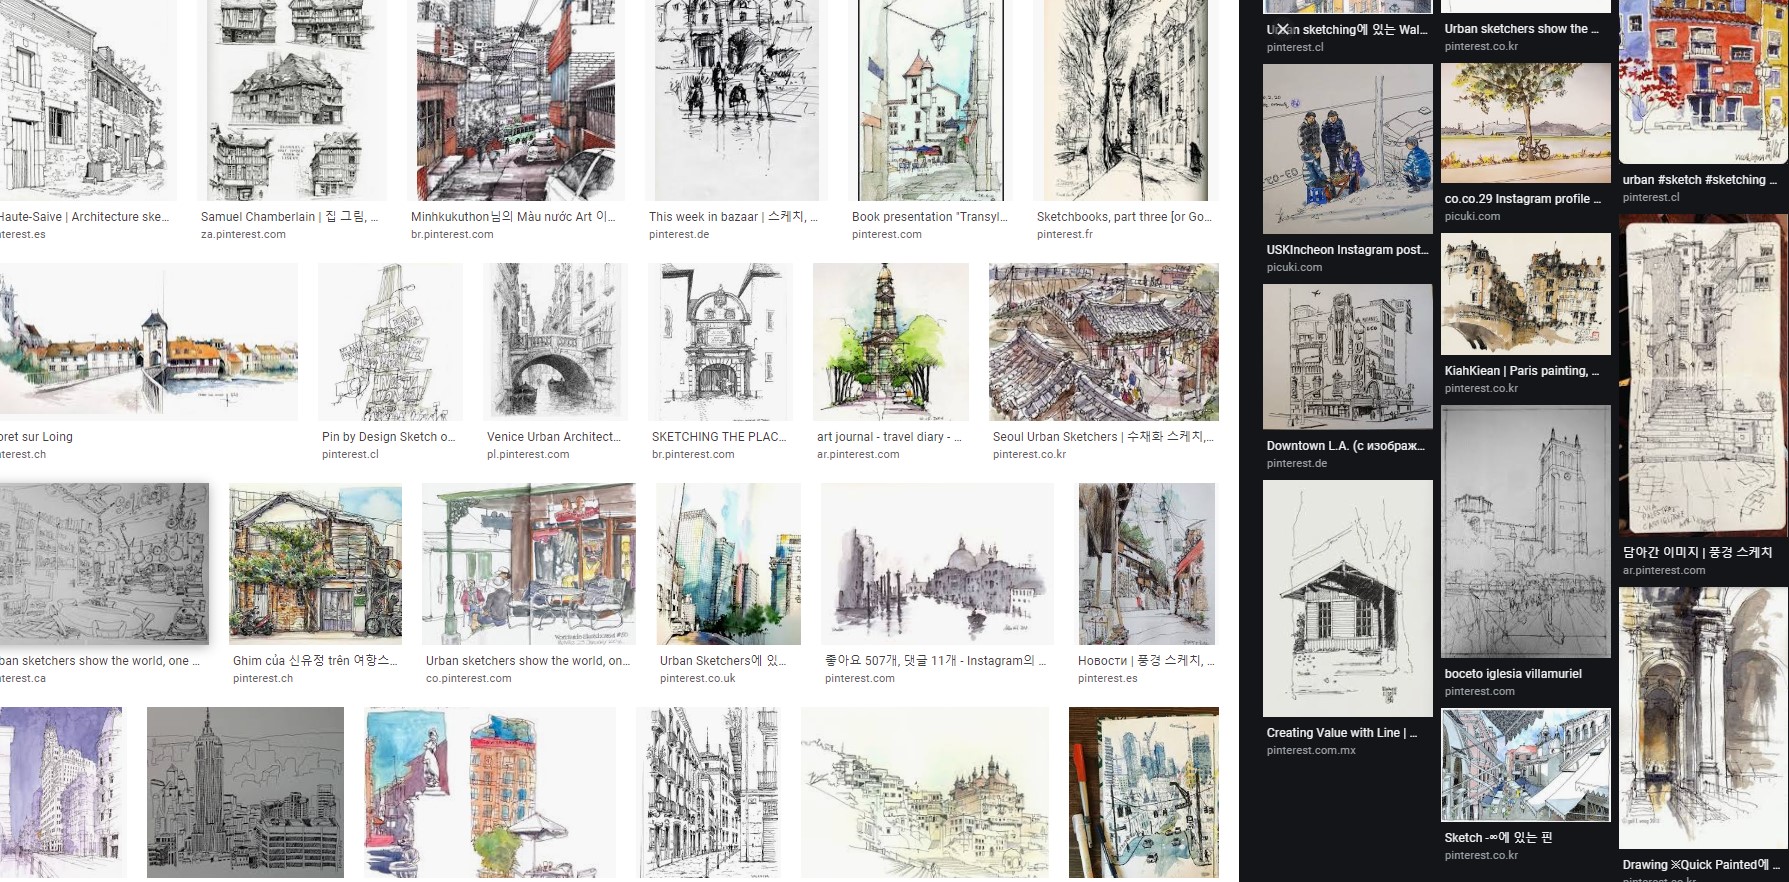 Haute-Saive | Architecture ske...
terest.es
Samuel Chamberlain | 집 그림, ...
za.pinterest.com
Minhkukuthon님의 Màu nước Art 이...
br.pinterest.com
This week in bazaar | 스케치, ...
pinterest.de
Book presentation "Transyl...
pinterest.com
Sketchbooks, part three [or Go...
pinterest.fr
oret sur Loing
terest.ch
Pin by Design Sketch o...
pinterest.cl
Venice Urban Architect...
pl.pinterest.com
SKETCHING THE PLAC...
br.pinterest.com
art journal - travel diary - ...
ar.pinterest.com
Seoul Urban Sketchers | 수채화 스케치,...
pinterest.co.kr
ban sketchers show the world, one ...
terest.ca
Ghim của 신유정 trên 여항스...
pinterest.ch
Urban sketchers show the world, on...
co.pinterest.com
Urban Sketchers에 있...
pinterest.co.uk
좋아요 507개, 댓글 11개 - Instagram의 ...
pinterest.com
Новости | 풍경 스케치, ...
pinterest.es
Urban sketching에 있는 Wal...
pinterest.cl
USKIncheon Instagram post...
picuki.com
Downtown L.A. (с изображ...
pinterest.de
Creating Value with Line | ...
pinterest.com.mx
Urban sketchers show the ...
pinterest.co.kr
co.co.29 Instagram profile ...
picuki.com
KiahKiean | Paris painting, ...
pinterest.co.kr
boceto iglesia villamuriel
pinterest.com
Sketch -∞에 있는 핀
pinterest.co.kr
urban #sketch #sketching ...
pinterest.cl
담아간 이미지 | 풍경 스케치
ar.pinterest.com
Drawing ※Quick Painted에 ...
pinterest.co.kr